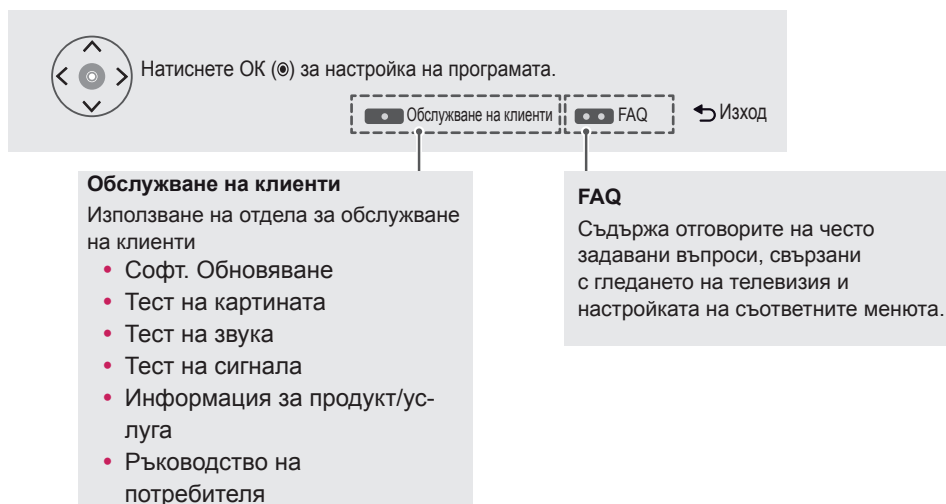 Натиснете ОК (◉) за настройка на програмата.
Обслужване на клиенти FAQ Изход
Обслужване на клиенти
Използване на отдела за обслужване
на клиенти
• Софт. Обновяване
• Тест на картината
• Тест на звука
• Тест на сигнала
• Информация за продукт/ус-
луга
• Ръководство на
потребителя
FAQ
Съдържа отговорите на често
задавани въпроси, свързани
с гледането на телевизия и
настройката на съответните менюта.